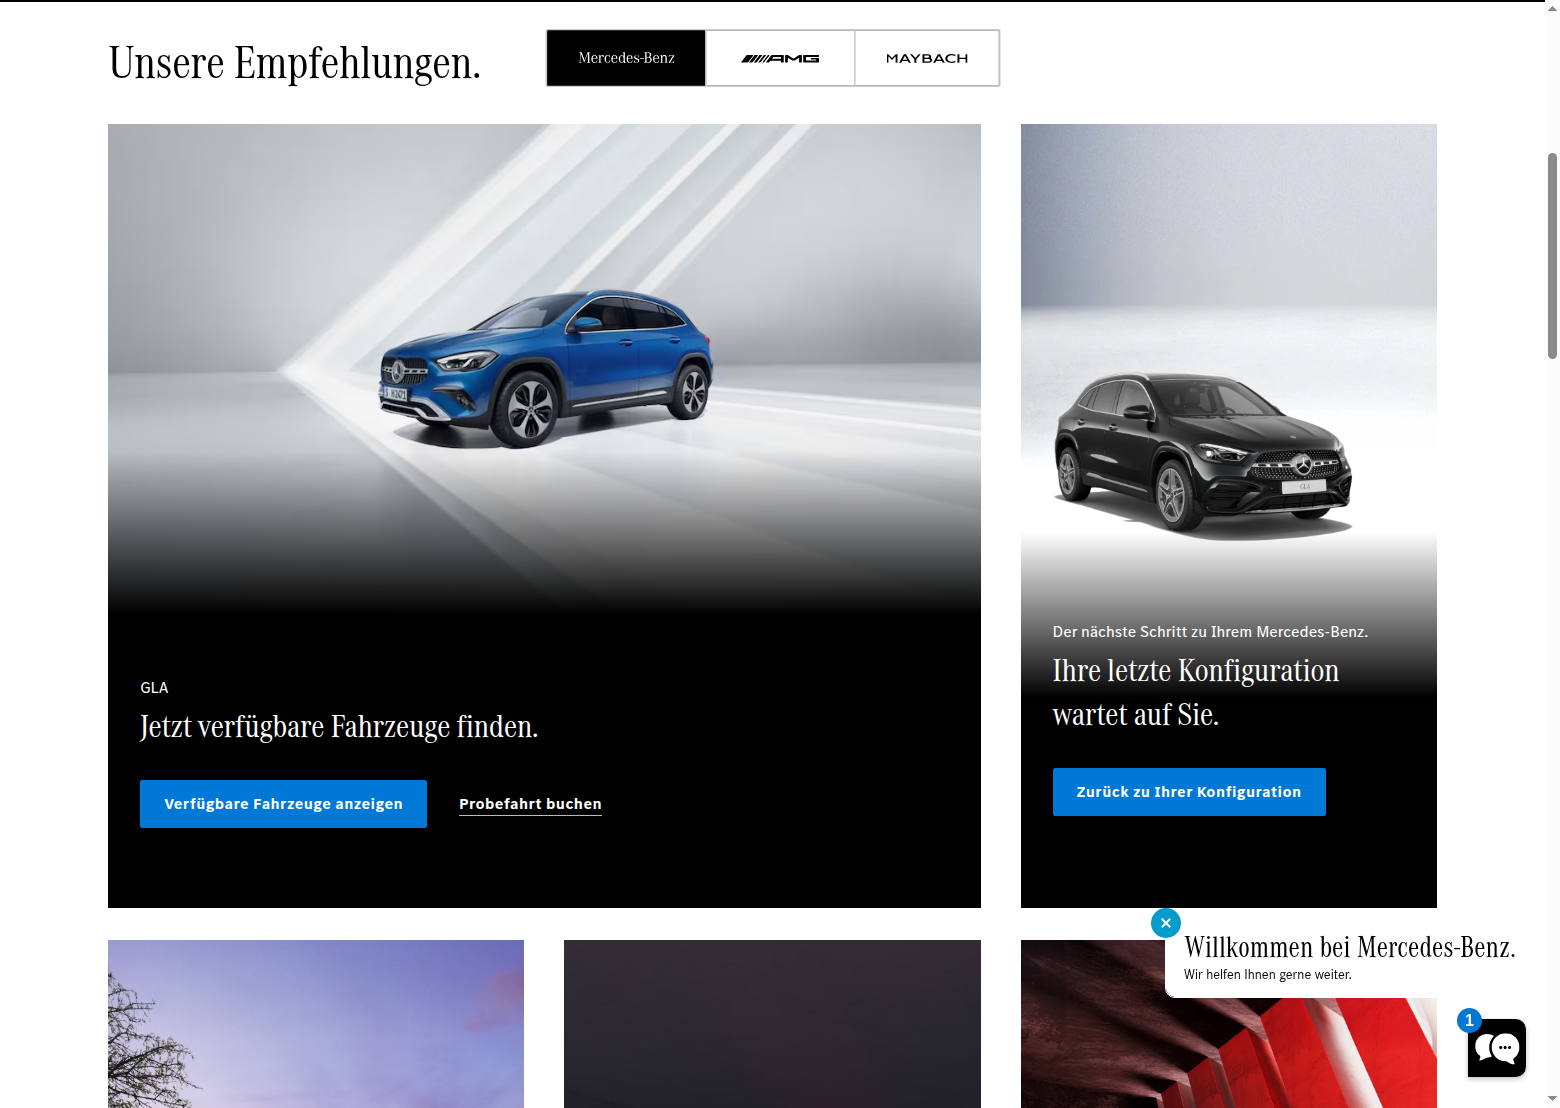 Unsere Empfehlungen.
Mercedes-Benz
AMG
MAYBACH
GLA
Jetzt verfügbare Fahrzeuge finden.
Verfügbare Fahrzeuge anzeigen
Probefahrt buchen
GLA
Der nächste Schritt zu Ihrem Mercedes-Benz.
Ihre letzte Konfiguration
wartet auf Sie.
Zurück zu Ihrer Konfiguration
Willkommen bei Mercedes-Benz.
Wir helfen Ihnen gerne weiter.
1